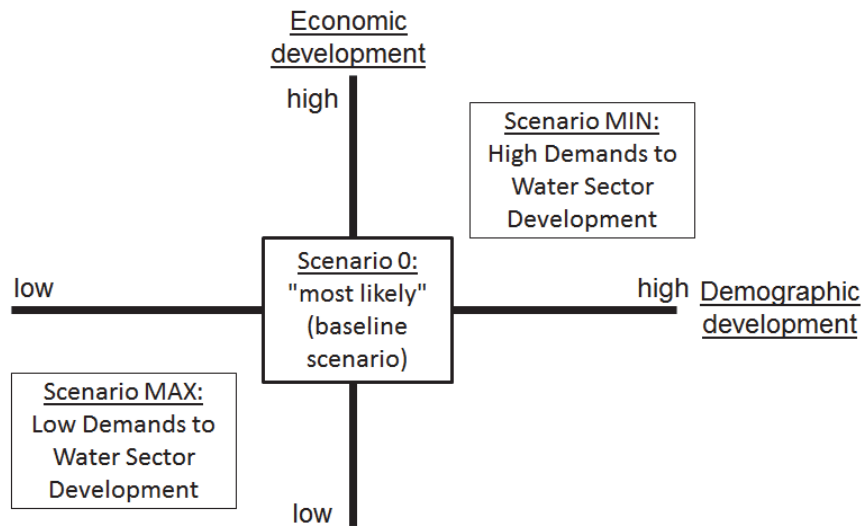 Economic
development
high
Scenario MIN:
High Demands to
Water Sector
Development
Scenario 0:
"most likely"
(baseline
scenario)
low
high
Demographic
development
Scenario MAX:
Low Demands to
Water Sector
Development
low